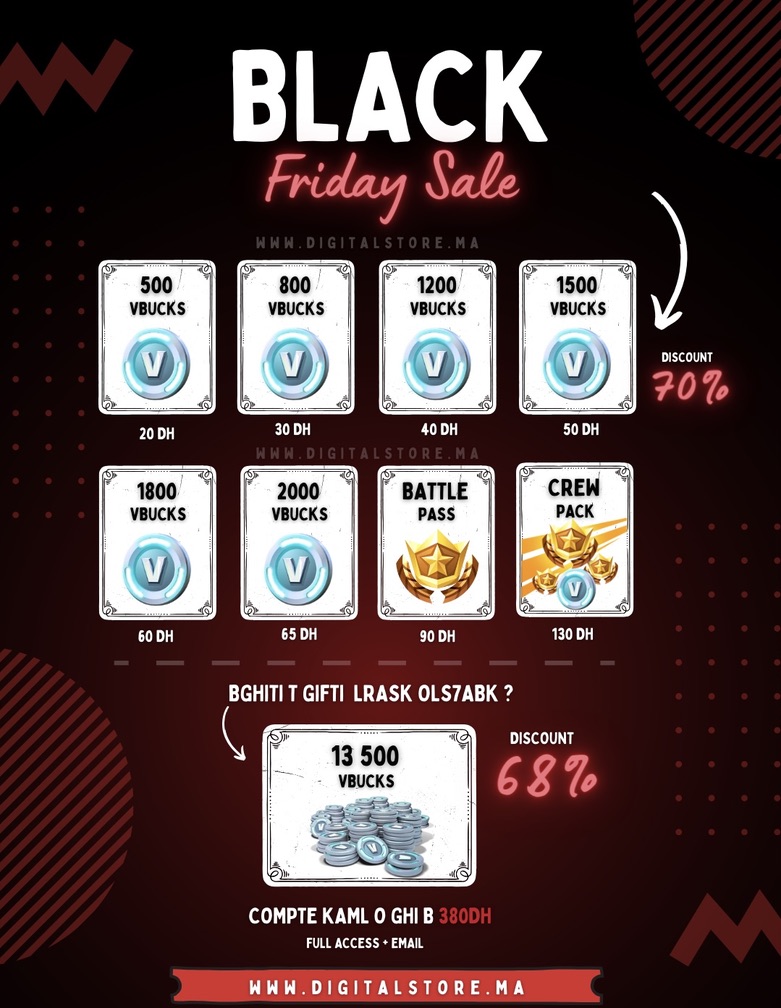 BLACK
Friday Sale
WWW.DIGITALSTORE.MA
500
VBUCKS
800
VBUCKS
1200
VBUCKS
1500
VBUCKS
DISCOUNT
70%
20 DH
30 DH
40 DH
50 DH
WWW.DIGITALSTORE.MA
1800
VBUCKS
2000
VBUCKS
BATTLE
PASS
CREW
PACK
60 DH
65 DH
90 DH
130 DH
BGHITI T GIFTI LRASK OLS7ABK ?
13 500
VBUCKS
DISCOUNT
68%
COMPTE KAML O GHI B 380DH
FULL ACCESS + EMAIL
WWW.DIGITALSTORE.MA